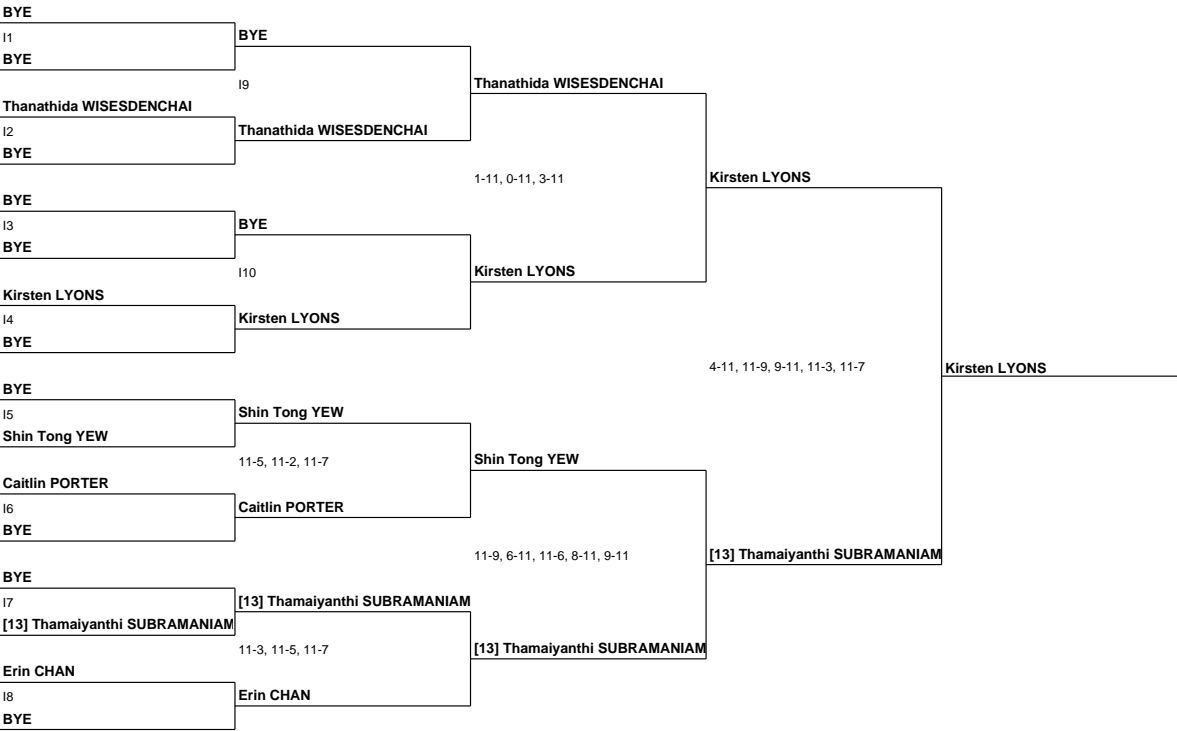 BYE
I1
BYE
BYE
I9
Thanathida WISESDENCHAI
Thanathida WISESDENCHAI
I2
Thanathida WISESDENCHAI
BYE
1-11, 0-11, 3-11
Kirsten LYONS
BYE
I3
BYE
BYE
I10
Kirsten LYONS
Kirsten LYONS
I4
Kirsten LYONS
BYE
4-11, 11-9, 9-11, 11-3, 11-7
Kirsten LYONS
BYE
I5
Shin Tong YEW
Shin Tong YEW
11-5, 11-2, 11-7
Shin Tong YEW
Caitlin PORTER
I6
Caitlin PORTER
BYE
11-9, 6-11, 11-6, 8-11, 9-11
[13] Thamaiyanthi SUBRAMANIAM
BYE
I7
[13] Thamaiyanthi SUBRAMANIAM
[13] Thamaiyanthi SUBRAMANIAM
11-3, 11-5, 11-7
[13] Thamaiyanthi SUBRAMANIAM
Erin CHAN
I8
Erin CHAN
BYE